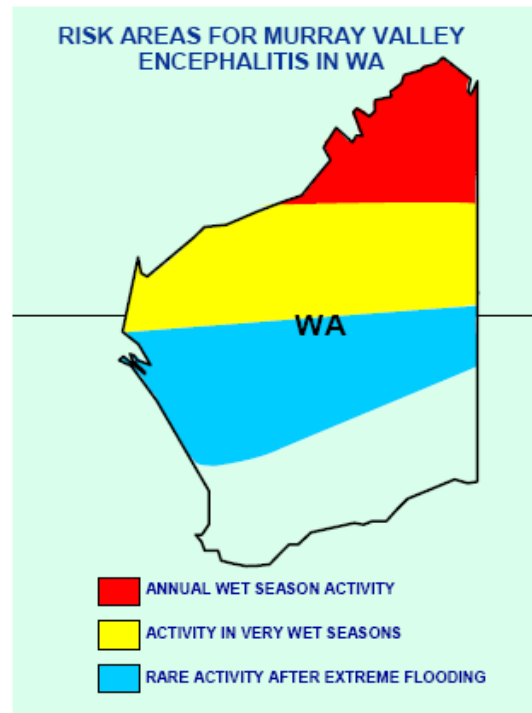 RISK AREAS FOR MURRAY VALLEY
ENCEPHALITIS IN WA
WA
ANNUAL WET SEASON ACTIVITY
ACTIVITY IN VERY WET SEASONS
RARE ACTIVITY AFTER EXTREME FLOODING